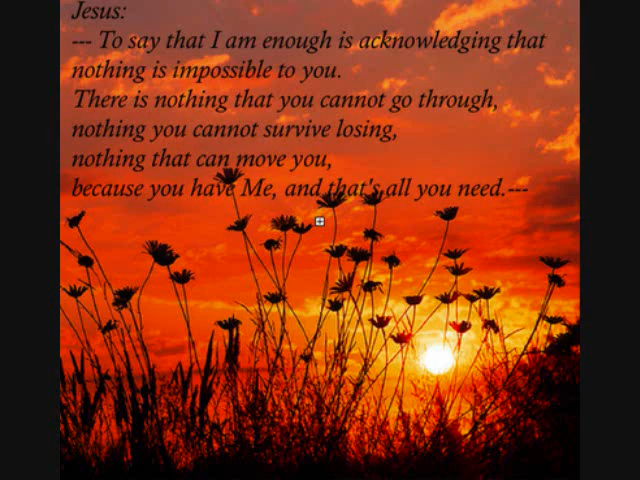 Jesus:
--- To say that I am enough is acknowledging that
nothing is impossible to you.
There is nothing that you cannot go through,
nothing you cannot survive losing,
nothing that can move you,
because you have Me, and that's all you need.---